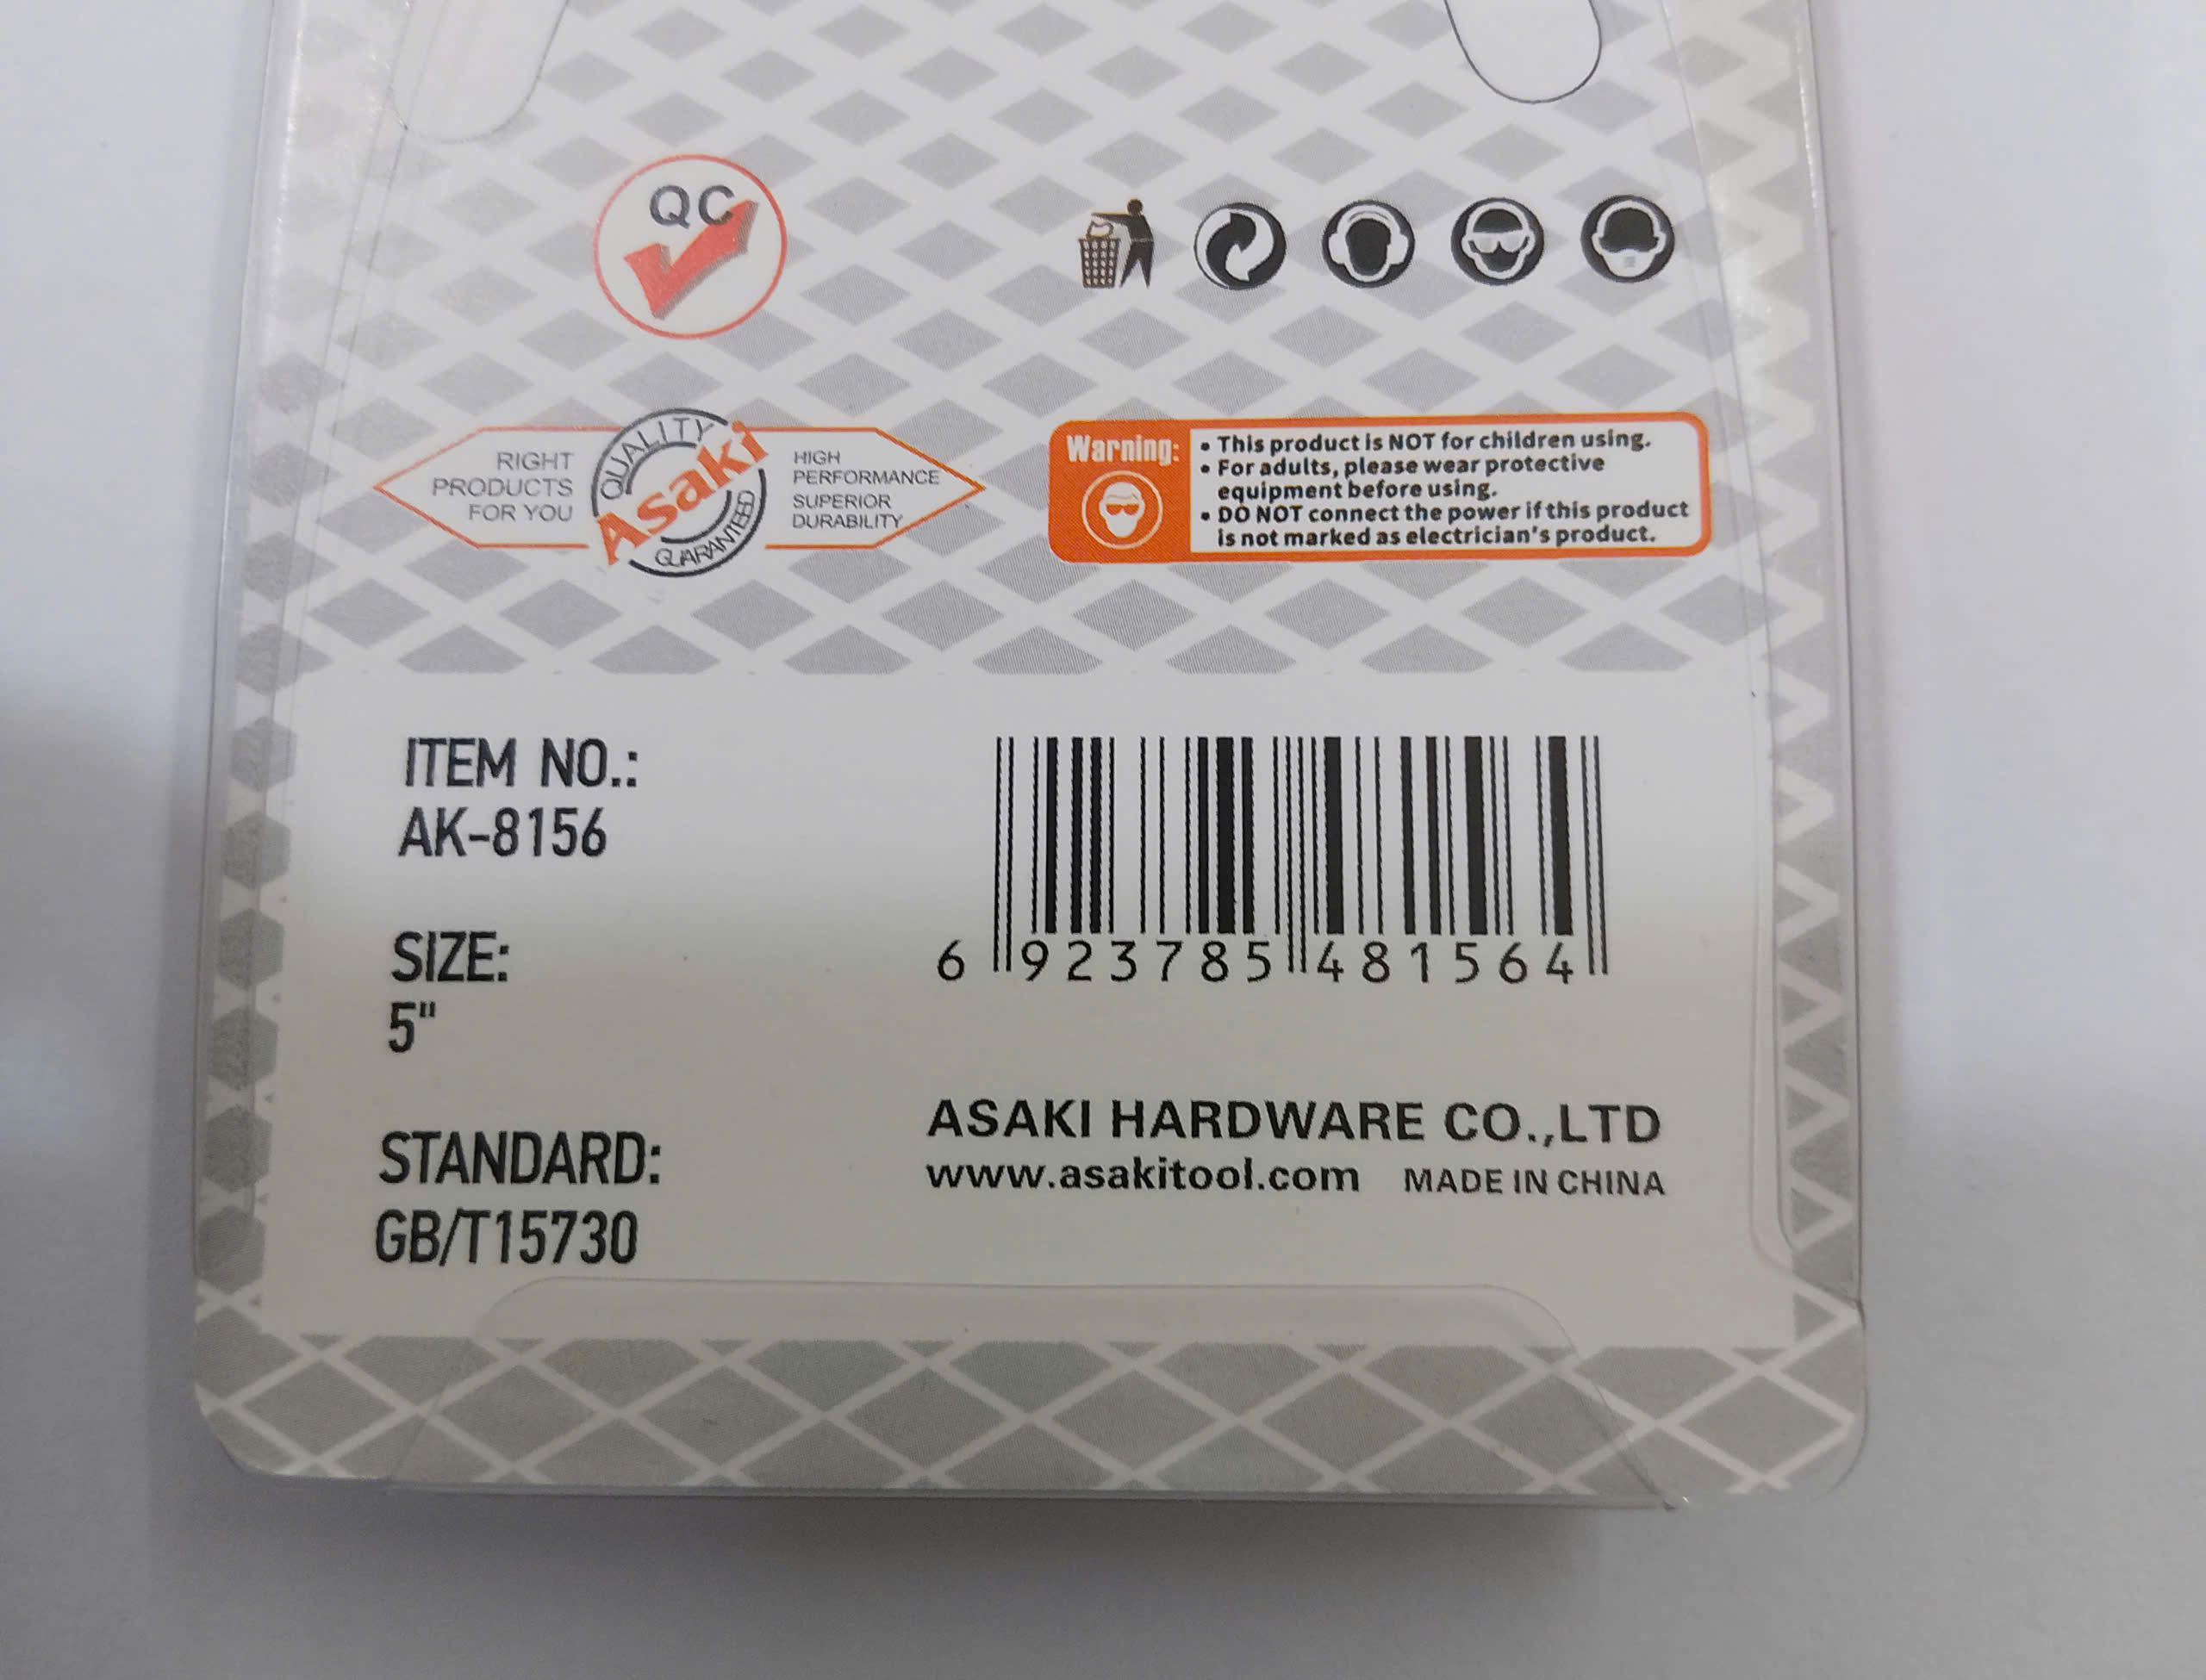 QC
RIGHT
PRODUCTS
FOR YOU
QUALITY
Asaki
GUARANTEED
HIGH
PERFORMANCE
SUPERIOR
DURABILITY
Warning:
• This product is NOT for children using.
• For adults, please wear protective
equipment before using.
• DO NOT connect the power if this product
is not marked as electrician's product.
ITEM NO.:
AK-8156
SIZE:
5"
STANDARD:
GB/T15730
6 923785 481564
ASAKI HARDWARE CO.,LTD
www.asakitool.com MADE IN CHINA